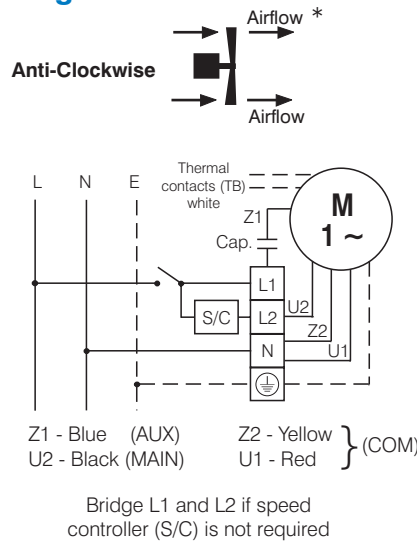 Airflow *
Anti-Clockwise
Airflow
L N E
Thermal
contacts (TB)
white
M
1 ~
Z1
Cap.
L1
S/C L2 U2
Z2
N U1
Z1 - Blue (AUX) Z2 - Yellow
U2 - Black (MAIN) U1 - Red } (COM)
Bridge L1 and L2 if speed
controller (S/C) is not required